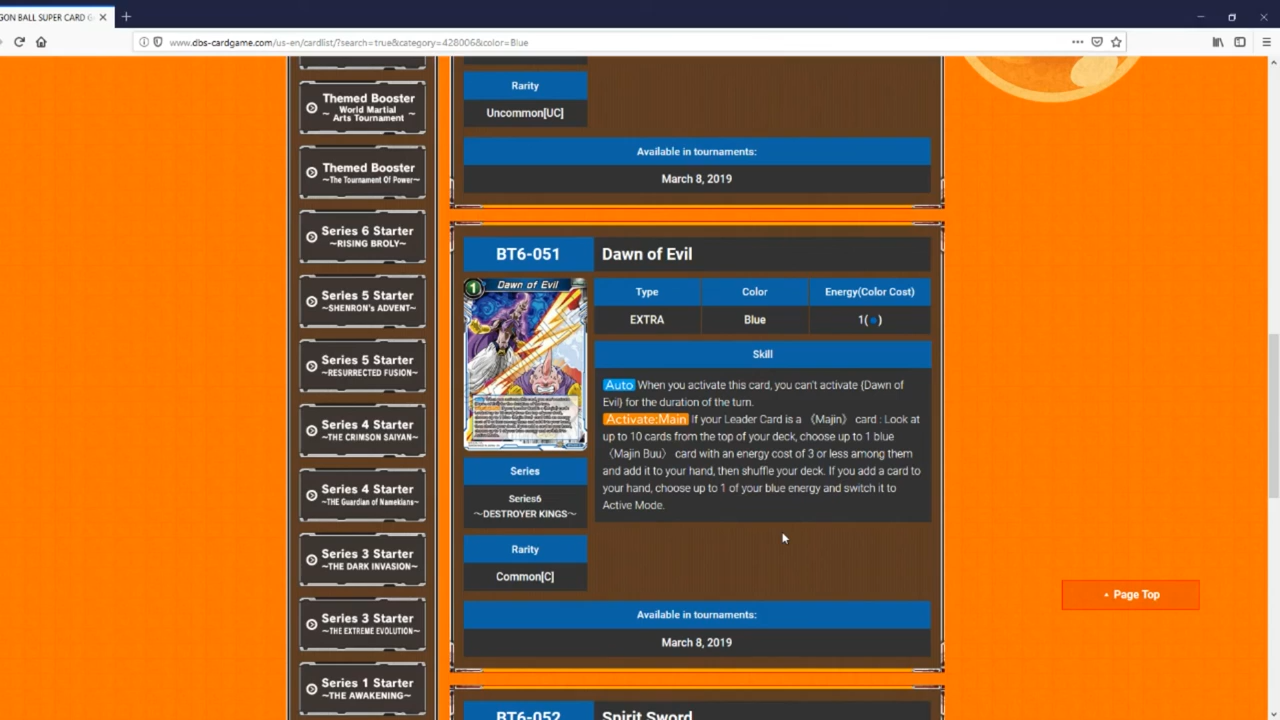 GON BALL SUPER CARD G
www.dbs-cardgame.com/us-en/cardlist/?search=true&category=428006&color=Blue
Themed Booster
~ World Martial Arts Tournament ~
Themed Booster
~The Tournament Of Power~
Series 6 Starter
~RISING BROLY~
Series 5 Starter
~SHENRON's ADVENT~
Series 5 Starter
~RESURRECTED FUSION~
Series 4 Starter
~THE CRIMSON SAIYAN~
Series 4 Starter
~THE Guardian of Namekians~
Series 3 Starter
~THE DARK INVASION~
Series 3 Starter
~THE EXTREME EVOLUTION~
Series 1 Starter
~THE AWAKENING~
Rarity
Uncommon[UC]
Available in tournaments:
March 8, 2019
BT6-051
Dawn of Evil
1
Dawn of Evil
Type
Color
Energy(Color Cost)
EXTRA
Blue
1( )
Skill
Auto When you activate this card, you can't activate {Dawn of
Evil} for the duration of the turn.
Activate:Main If your Leader Card is a 《Majin》 card : Look at
up to 10 cards from the top of your deck, choose up to 1 blue
《Majin Buu》 card with an energy cost of 3 or less among them
and add it to your hand, then shuffle your deck. If you add a card to
your hand, choose up to 1 of your blue energy and switch it to
Active Mode.
Series
Series6
~DESTROYER KINGS~
Rarity
Common[C]
Available in tournaments:
March 8, 2019
Page Top
BT6-052
Spirit Sword